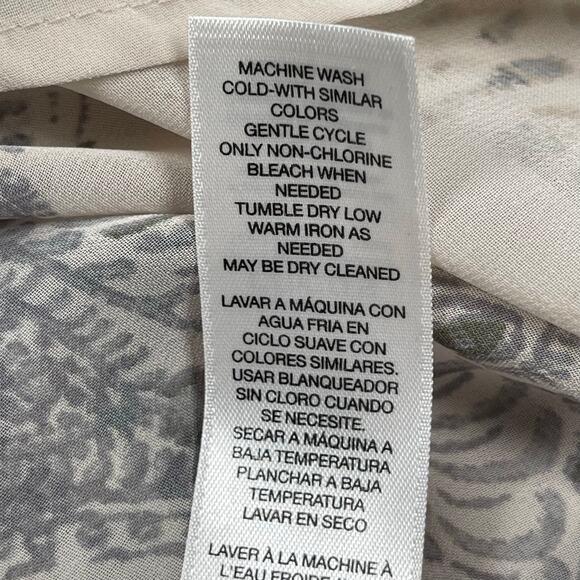 MACHINE WASH
COLD-WITH SIMILAR
COLORS
GENTLE CYCLE
ONLY NON-CHLORINE
BLEACH WHEN
NEEDED
TUMBLE DRY LOW
WARM IRON AS
NEEDED
MAY BE DRY CLEANED
LAVAR A MÁQUINA CON
AGUA FRIA EN
CICLO SUAVE CON
COLORES SIMILARES.
USAR BLANQUEADOR
SIN CLORO CUANDO
SE NECESITE.
SECAR A MÁQUINA A
BAJA TEMPERATURA
PLANCHAR A BAJA
TEMPERATURA
LAVAR EN SECO
LAVER À LA MACHINE À
L'EAU FROIDE